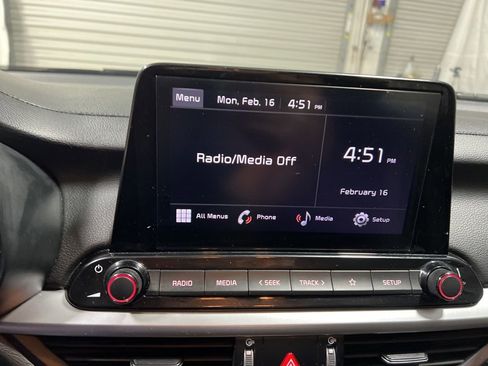 Menu Mon, Feb. 16 4:51 PM
Radio/Media Off
4:51 PM
February 16
All Menus Phone Media Setup
RADIO MEDIA < SEEK TRACK > SETUP